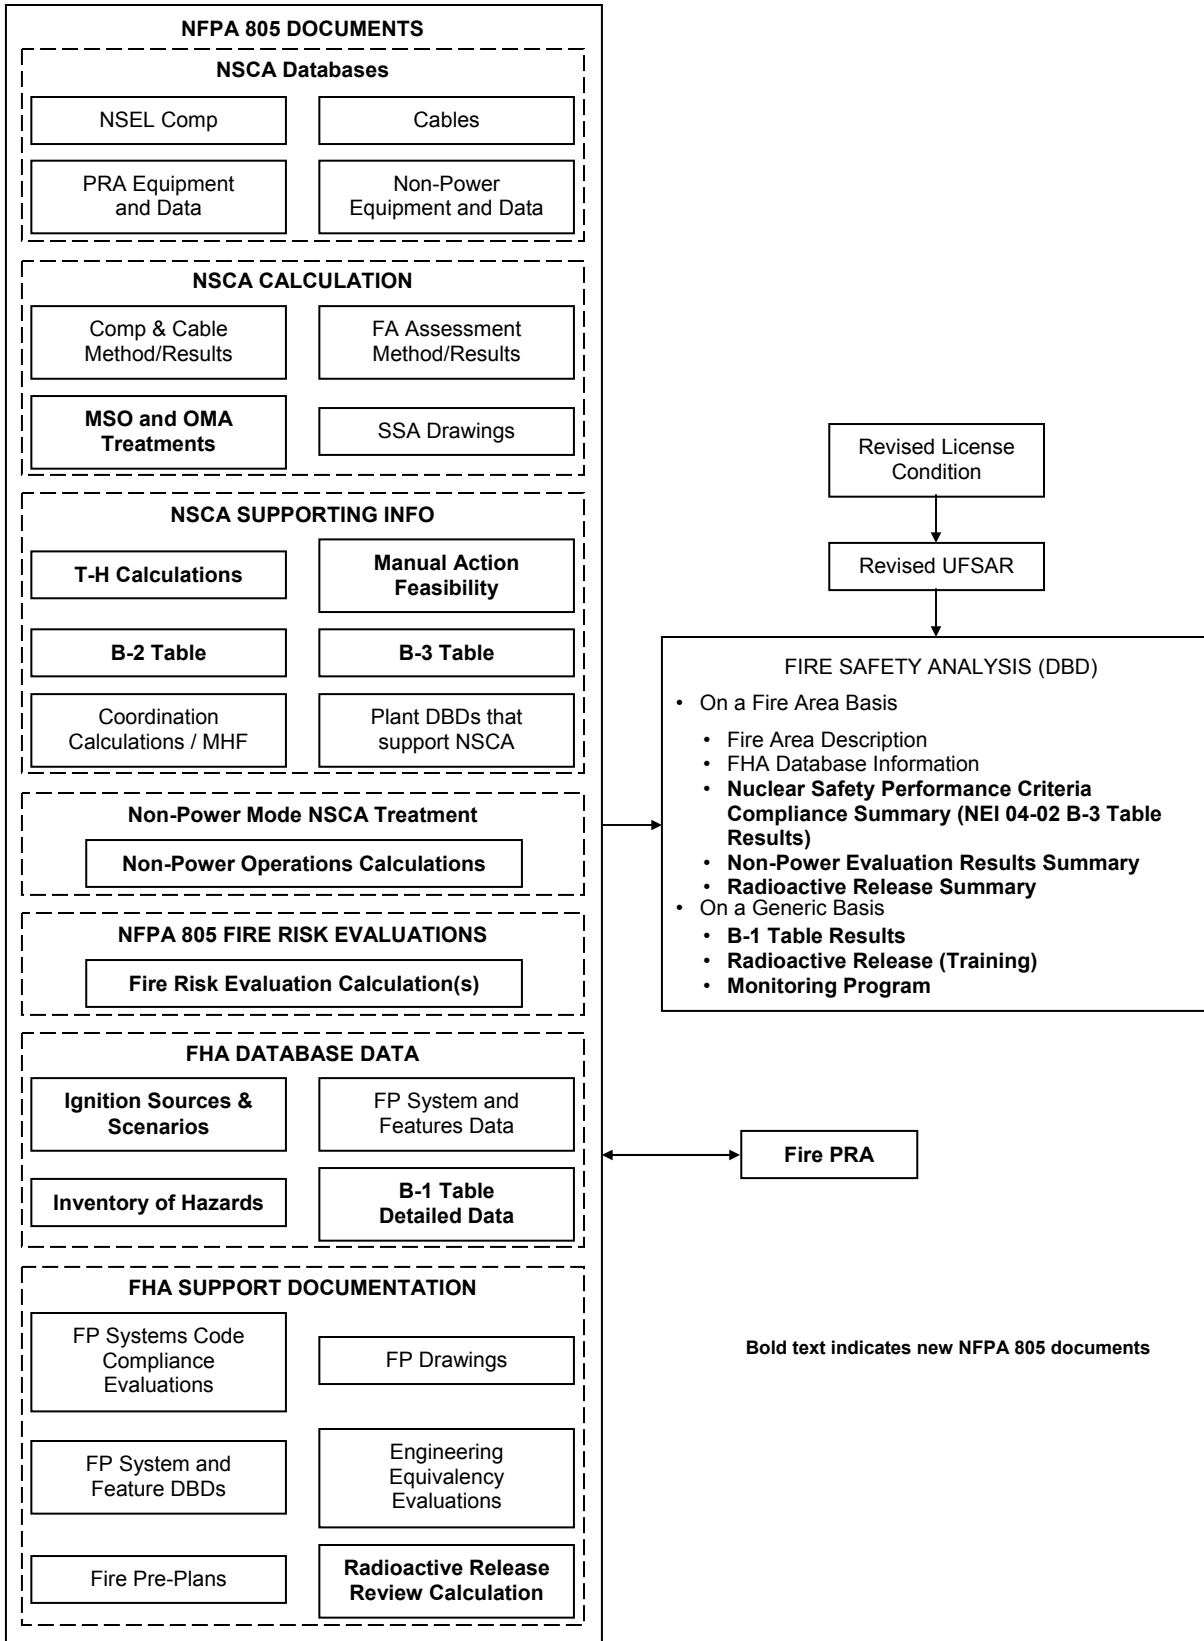 NFPA 805 DOCUMENTS
NSCA Databases
NSEL Comp
Cables
PRA Equipment
and Data
Non-Power
Equipment and Data
NSCA CALCULATION
Comp & Cable
Method/Results
FA Assessment
Method/Results
MSO and OMA
Treatments
SSA Drawings
NSCA SUPPORTING INFO
T-H Calculations
Manual Action
Feasibility
B-2 Table
B-3 Table
Coordination
Calculations / MHF
Plant DBDs that
support NSCA
Non-Power Mode NSCA Treatment
Non-Power Operations Calculations
NFPA 805 FIRE RISK EVALUATIONS
Fire Risk Evaluation Calculation(s)
FHA DATABASE DATA
Ignition Sources &
Scenarios
FP System and
Features Data
Inventory of Hazards
B-1 Table
Detailed Data
FHA SUPPORT DOCUMENTATION
FP Systems Code
Compliance
Evaluations
FP Drawings
FP System and
Feature DBDs
Engineering
Equivalency
Evaluations
Fire Pre-Plans
Radioactive Release
Review Calculation
Revised License
Condition
Revised UFSAR
FIRE SAFETY ANALYSIS (DBD)
• On a Fire Area Basis
• Fire Area Description
• FHA Database Information
• Nuclear Safety Performance Criteria
Compliance Summary (NEI 04-02 B-3 Table
Results)
• Non-Power Evaluation Results Summary
• Radioactive Release Summary
• On a Generic Basis
• B-1 Table Results
• Radioactive Release (Training)
• Monitoring Program
Fire PRA
Bold text indicates new NFPA 805 documents